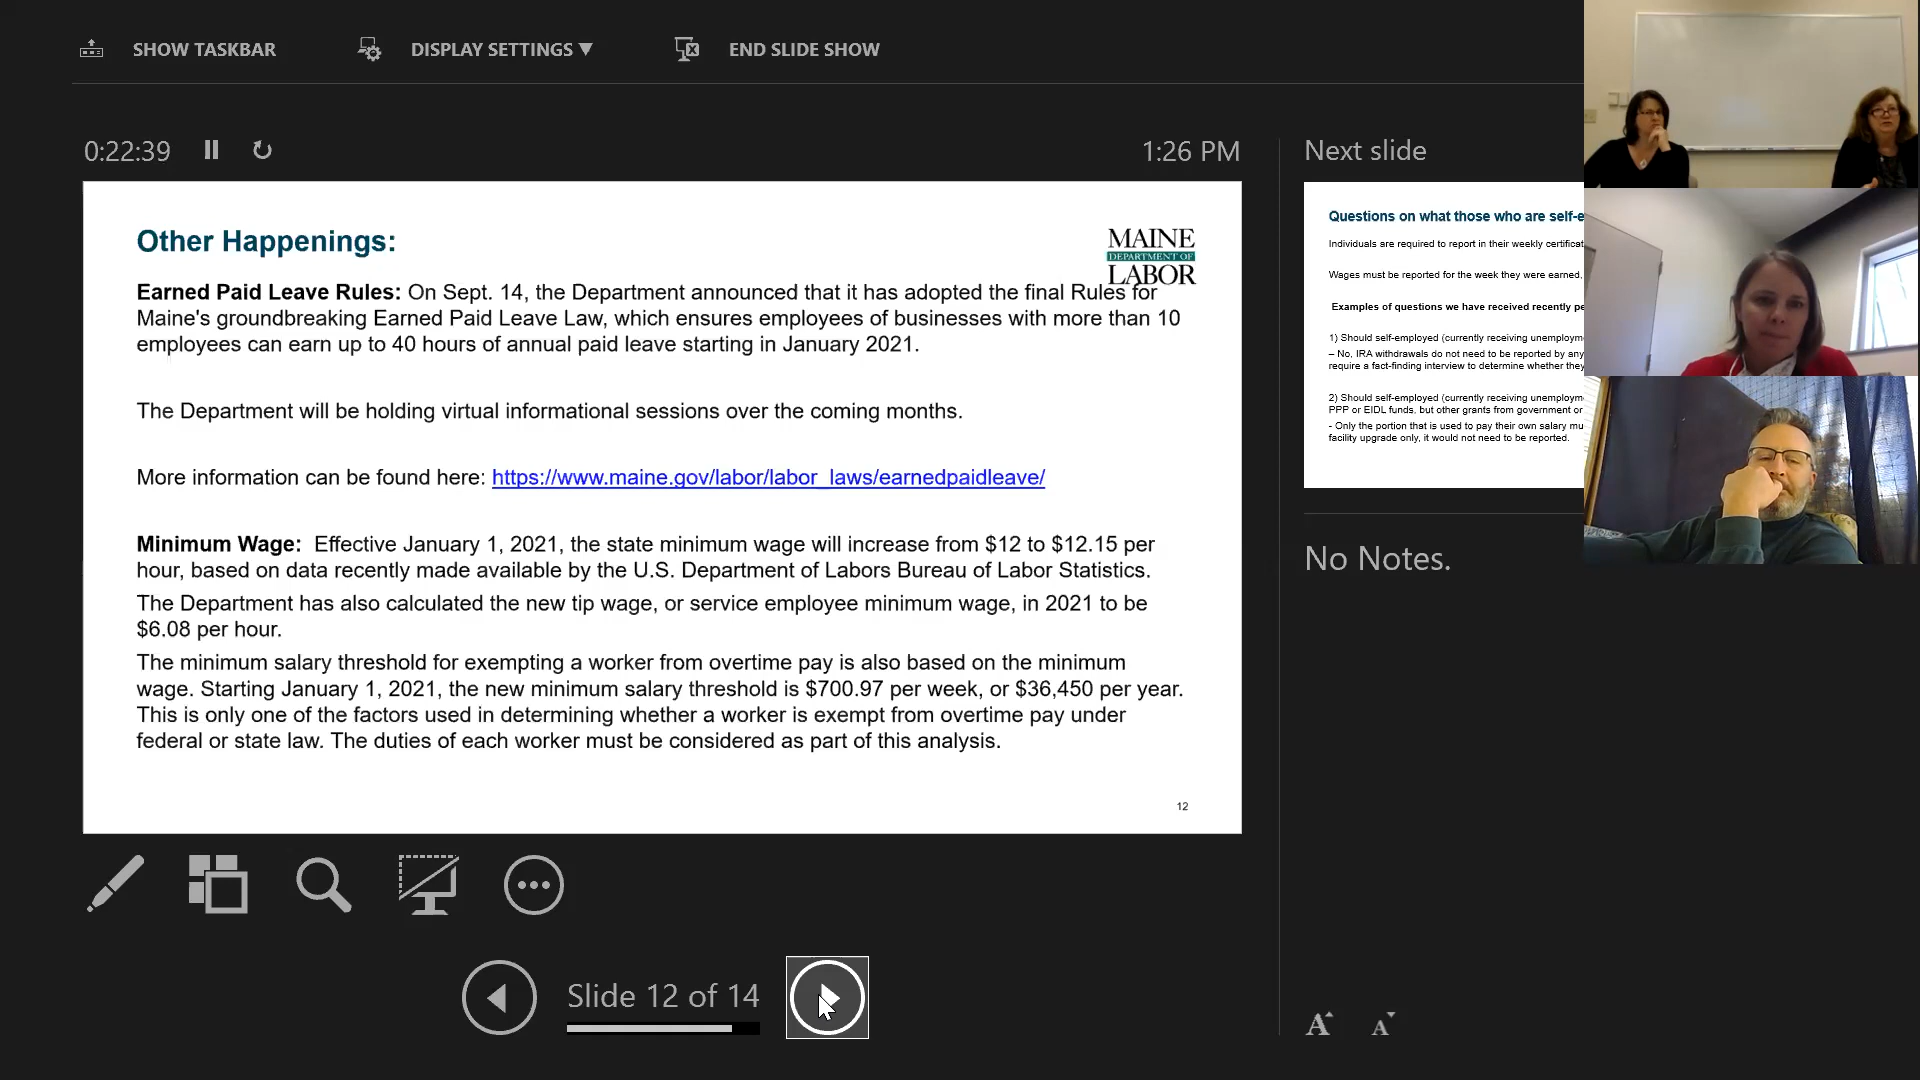 SHOW TASKBAR
DISPLAY SETTINGS ▼
END SLIDE SHOW
0:22:39
1:26 PM
Next slide
Other Happenings:
MAINE
DEPARTMENT OF
LABOR
Earned Paid Leave Rules: On Sept. 14, the Department announced that it has adopted the final Rules for
Maine's groundbreaking Earned Paid Leave Law, which ensures employees of businesses with more than 10
employees can earn up to 40 hours of annual paid leave starting in January 2021.
The Department will be holding virtual informational sessions over the coming months.
More information can be found here: https://www.maine.gov/labor/labor_laws/earnedpaidleave/
Minimum Wage: Effective January 1, 2021, the state minimum wage will increase from $12 to $12.15 per
hour, based on data recently made available by the U.S. Department of Labors Bureau of Labor Statistics.
The Department has also calculated the new tip wage, or service employee minimum wage, in 2021 to be
$6.08 per hour.
The minimum salary threshold for exempting a worker from overtime pay is also based on the minimum
wage. Starting January 1, 2021, the new minimum salary threshold is $700.97 per week, or $36,450 per year.
This is only one of the factors used in determining whether a worker is exempt from overtime pay under
federal or state law. The duties of each worker must be considered as part of this analysis.
12
Questions on what those who are self-e
Individuals are required to report in their weekly certificat
Wages must be reported for the week they were earned,
Examples of questions we have received recently pe
1) Should self-employed (currently receiving unemploym
– No, IRA withdrawals do not need to be reported by any
require a fact-finding interview to determine whether they
2) Should self-employed (currently receiving unemploym
PPP or EIDL funds, but other grants from government or
- Only the portion that is used to pay their own salary mu
facility upgrade only, it would not need to be reported.
No Notes.
Slide 12 of 14
A A